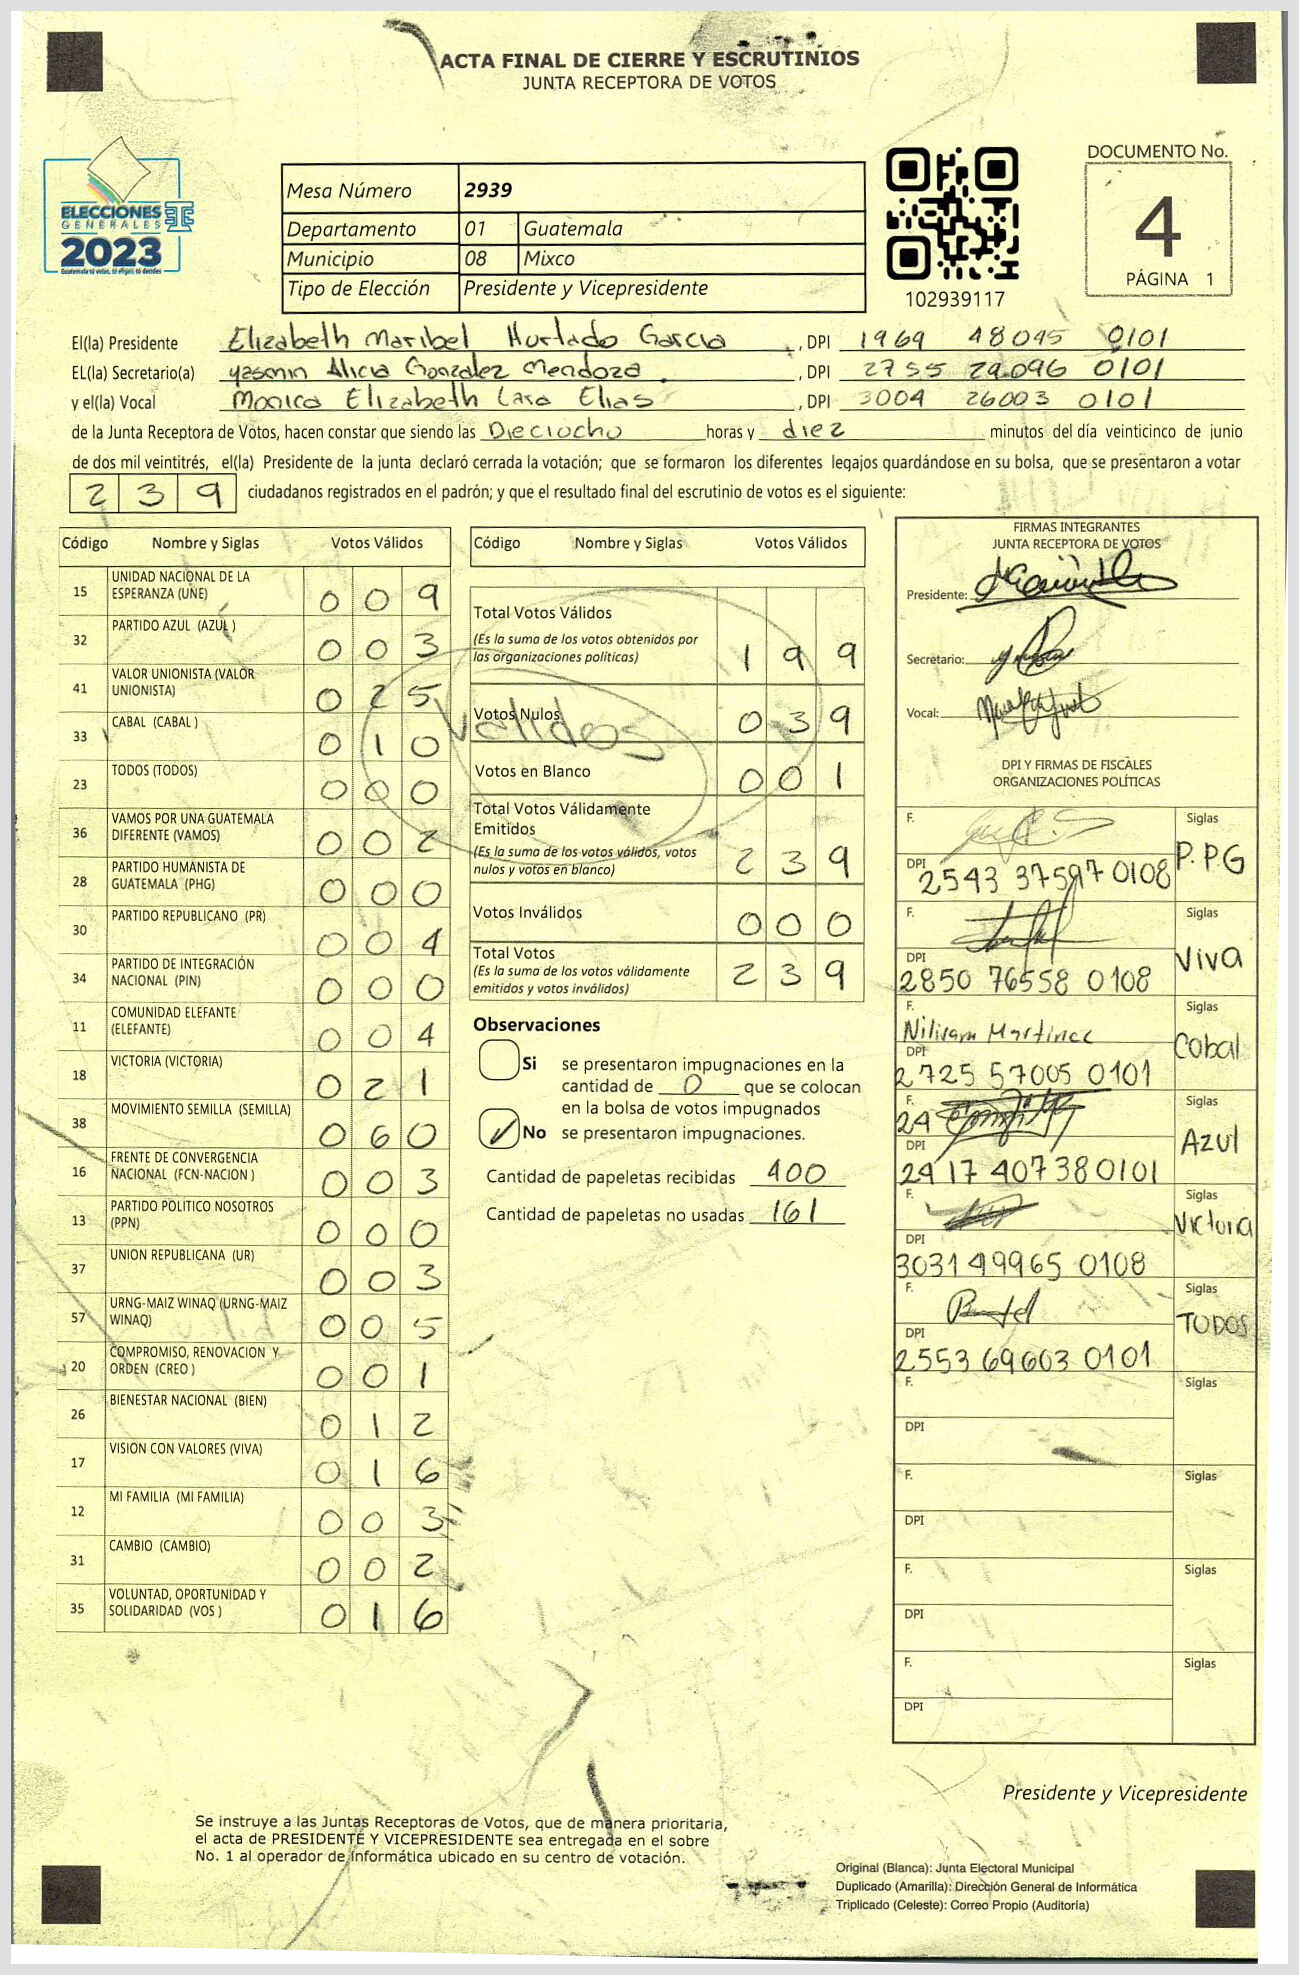 ACTA FINAL DE CIERRE Y ESCRUTINIOS
JUNTA RECEPTORA DE VOTOS
ELECCIONES
GENERALES
2023
Guatemala tú votas, tú eliges, tú decides
Mesa Número 2939
Departamento 01 Guatemala
Municipio 08 Mixco
Tipo de Elección Presidente y Vicepresidente
102939117
DOCUMENTO No.
4
PÁGINA 1
El(la) Presidente Elizabeth Maribel Hurtado Garcia, DPI 1969 48045 0101
EL(la) Secretario(a) Yasmin Alicia Gonzalez Mendoza, DPI 2755 29096 0101
y el(la) Vocal Monica Elizabeth Lara Elias, DPI 3004 26003 0101
de la Junta Receptora de Votos, hacen constar que siendo las Dieciocho horas y diez minutos del día veinticinco de junio
de dos mil veintitrés, el(la) Presidente de la junta declaró cerrada la votación; que se formaron los diferentes legajos guardándose en su bolsa, que se presentaron a votar
2 3 9 ciudadanos registrados en el padrón; y que el resultado final del escrutinio de votos es el siguiente:
Código Nombre y Siglas Votos Válidos
15 UNIDAD NACIONAL DE LA ESPERANZA (UNE) 0 0 9
32 PARTIDO AZUL (AZUL ) 0 0 3
41 VALOR UNIONISTA (VALOR UNIONISTA) 0 2 5
33 CABAL (CABAL ) 0 1 0
23 TODOS (TODOS) 0 0 0
36 VAMOS POR UNA GUATEMALA DIFERENTE (VAMOS) 0 0 2
28 PARTIDO HUMANISTA DE GUATEMALA (PHG) 0 0 0
30 PARTIDO REPUBLICANO (PR) 0 0 4
34 PARTIDO DE INTEGRACIÓN NACIONAL (PIN) 0 0 0
11 COMUNIDAD ELEFANTE (ELEFANTE) 0 0 4
18 VICTORIA (VICTORIA) 0 2 1
38 MOVIMIENTO SEMILLA (SEMILLA) 0 6 0
16 FRENTE DE CONVERGENCIA NACIONAL (FCN-NACION ) 0 0 3
13 PARTIDO POLITICO NOSOTROS (PPN) 0 0 0
37 UNION REPUBLICANA (UR) 0 0 3
57 URNG-MAIZ WINAQ (URNG-MAIZ WINAQ) 0 0 5
20 COMPROMISO, RENOVACION Y ORDEN (CREO ) 0 0 1
26 BIENESTAR NACIONAL (BIEN) 0 1 2
17 VISION CON VALORES (VIVA) 0 1 6
12 MI FAMILIA (MI FAMILIA) 0 0 3
31 CAMBIO (CAMBIO) 0 0 2
35 VOLUNTAD, OPORTUNIDAD Y SOLIDARIDAD (VOS ) 0 1 6
Código Nombre y Siglas Votos Válidos
Total Votos Válidos
(Es la suma de los votos obtenidos por
las organizaciones políticas) 1 9 9
Votos Nulos 0 3 9
Validos
Votos en Blanco 0 0 1
Total Votos Válidamente
Emitidos
(Es la suma de los votos válidos, votos
nulos y votos en blanco) 2 3 9
Votos Inválidos 0 0 0
Total Votos
(Es la suma de los votos válidamente
emitidos y votos inválidos) 2 3 9
Observaciones
Si se presentaron impugnaciones en la
cantidad de 0 que se colocan
en la bolsa de votos impugnados
No se presentaron impugnaciones.
Cantidad de papeletas recibidas 400
Cantidad de papeletas no usadas 161
FIRMAS INTEGRANTES
JUNTA RECEPTORA DE VOTOS
Presidente:
Secretario:
Vocal:
DPI Y FIRMAS DE FISCALES
ORGANIZACIONES POLÍTICAS
F. Siglas
DPI 2543 37597 0108 P.PG
F. Siglas
DPI 2850 76558 0108 Viva
F. Siglas
Martinez
DPI 2725 57005 0101 Cabal
F. Siglas
24
DPI 2417 40738 0101 Azul
F. Siglas
DPI 3031 49965 0108 Victoria
F. Siglas
DPI 2553 69603 0101 TODOS
F. Siglas
DPI
F. Siglas
DPI
F. Siglas
DPI
F. Siglas
DPI
Presidente y Vicepresidente
Se instruye a las Juntas Receptoras de Votos, que de manera prioritaria,
el acta de PRESIDENTE Y VICEPRESIDENTE sea entregada en el sobre
No. 1 al operador de informática ubicado en su centro de votación.
Original (Blanca): Junta Electoral Municipal
Duplicado (Amarilla): Dirección General de Informática
Triplicado (Celeste): Correo Propio (Auditoría)